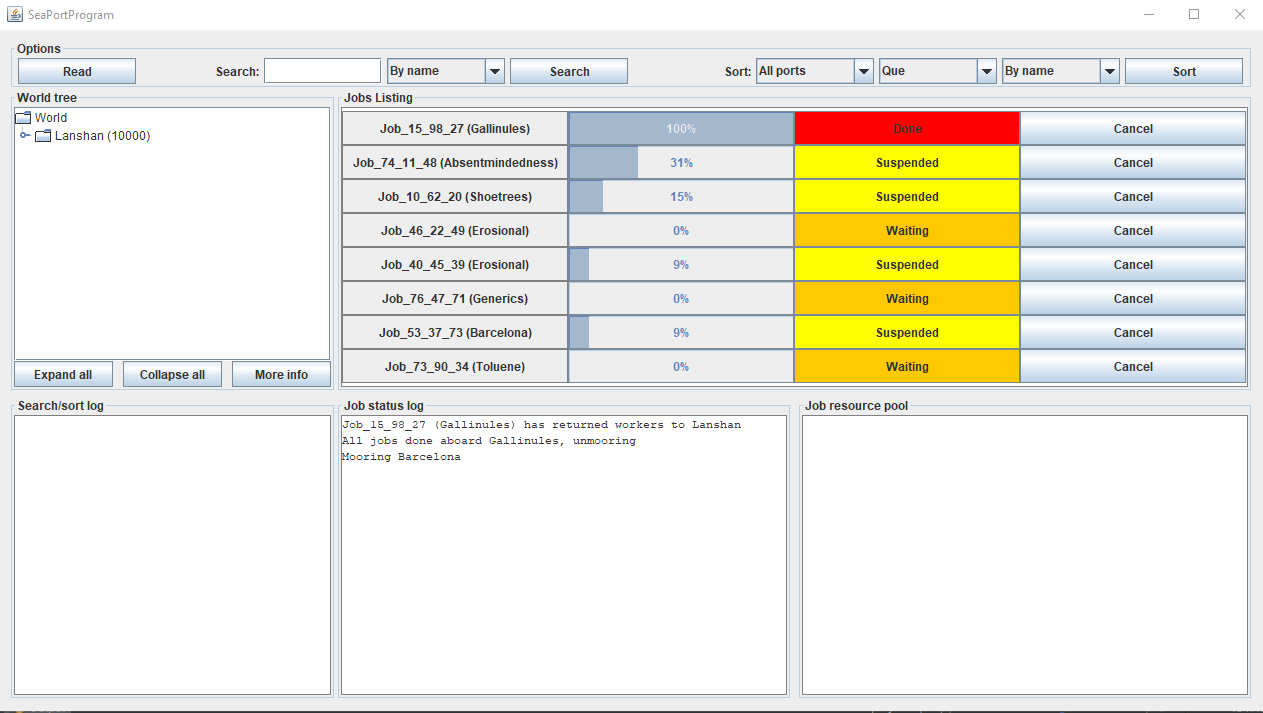 SeaPortProgram
Options
Read Search: By name Search Sort: All ports Que By name Sort
World tree
World
Lanshan (10000)
Expand all Collapse all More info
Jobs Listing
Job_15_98_27 (Gallinules) 100% Done Cancel
Job_74_11_48 (Absentmindedness) 31% Suspended Cancel
Job_10_62_20 (Shoetrees) 15% Suspended Cancel
Job_46_22_49 (Erosional) 0% Waiting Cancel
Job_40_45_39 (Erosional) 9% Suspended Cancel
Job_76_47_71 (Generics) 0% Waiting Cancel
Job_53_37_73 (Barcelona) 9% Suspended Cancel
Job_73_90_34 (Toluene) 0% Waiting Cancel
Search/sort log
Job status log
Job_15_98_27 (Gallinules) has returned workers to Lanshan
All jobs done aboard Gallinules, unmooring
Mooring Barcelona
Job resource pool